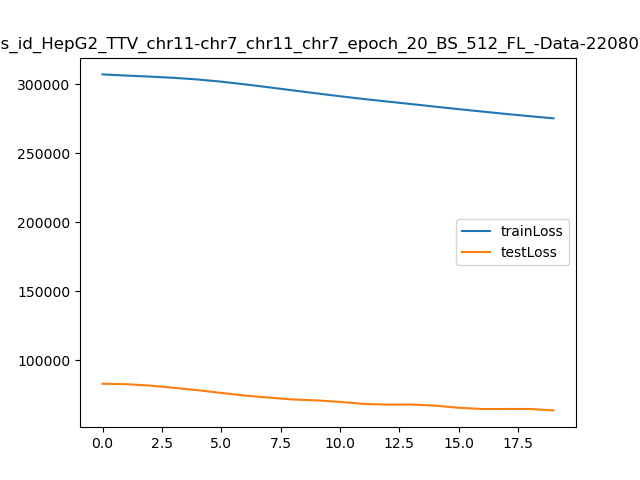 s_id_HepG2_TTV_chr11-chr7_chr11_chr7_epoch_20_BS_512_FL_-Data-22080
300000
250000
200000
150000
100000
trainLoss
testLoss
0.0 2.5 5.0 7.5 10.0 12.5 15.0 17.5